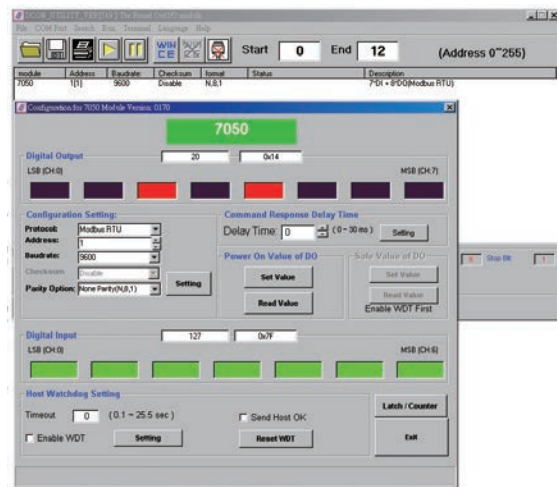 DCON_UTILITY_VER
File COM Port Search Run Terminal Language Help
WIN CE
Start 0 End 12 (Address 0~255)
module Address Baudrate Checksum format Status Description
7050 1[1] 9600 Disable N,8,1 7*DI + 8*DO(Modbus RTU)
Configuration for 7050 Module Version: 0170
7050
Digital Output 20 0x14
LSB (CH:0) MSB (CH:7)
Configuration Setting: Command Response Delay Time
Protocol: Modbus RTU Delay Time: 0 (0 ~ 30 ms) Setting
Address: 1
Baudrate: 9600 Power On Value of DO Safe Value of DO
Checksum Disable Set Value Set Value
Parity Option: None Parity(N,8,1) Setting Read Value Read Value
Enable WDT First
Stop Bit: 1
Digital Input 127 0x7F
LSB (CH:0) MSB (CH:6)
Host Watchdog Setting
Timeout 0 (0.1 ~ 25.5 sec) Send Host OK Latch / Counter
Enable WDT Setting Reset WDT Exit